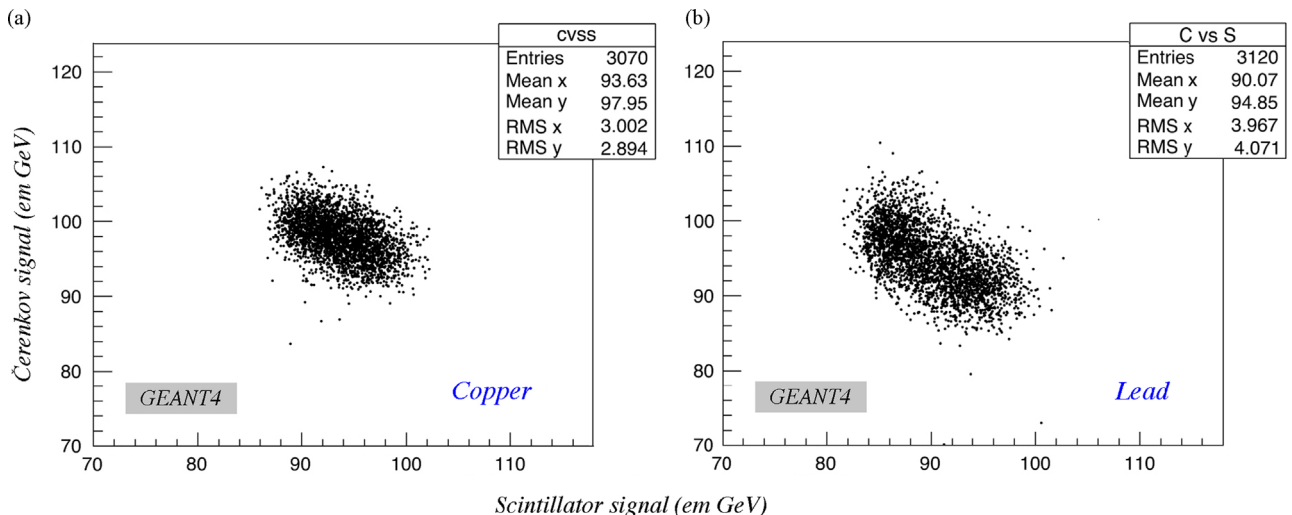 (a)
cvss
Entries 3070
Mean x 93.63
Mean y 97.95
RMS x 3.002
RMS y 2.894
120
110
100
90
80
70
Čerenkov signal (em GeV)
GEANT4
Copper
70 80 90 100 110
(b)
C vs S
Entries 3120
Mean x 90.07
Mean y 94.85
RMS x 3.967
RMS y 4.071
120
110
100
90
80
70
GEANT4
Lead
70 80 90 100 110
Scintillator signal (em GeV)